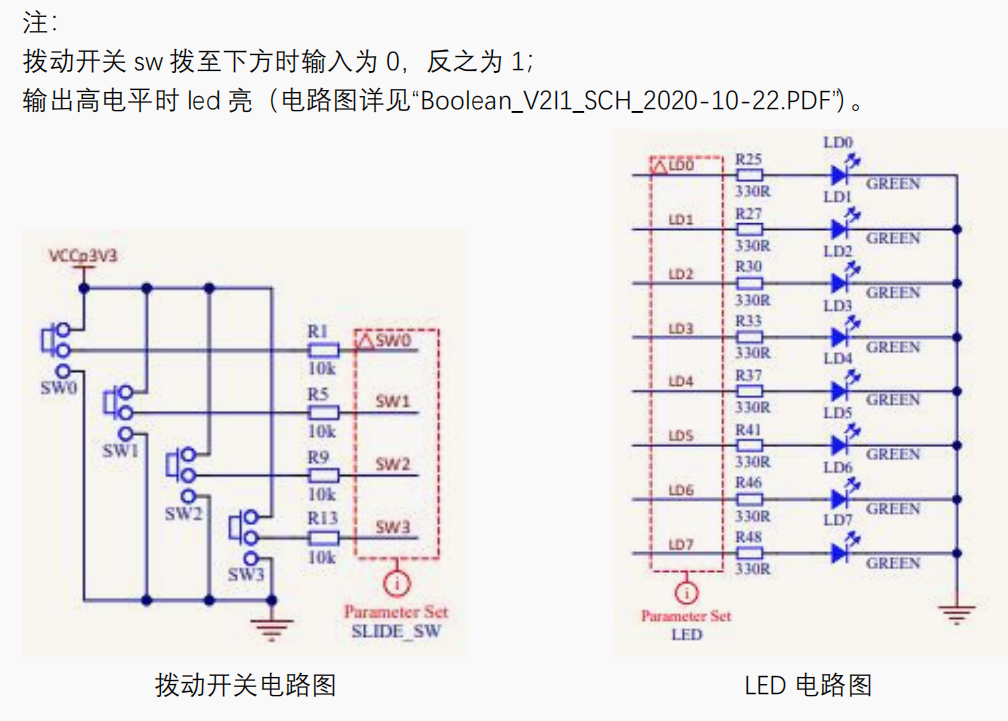 注：
拨动开关 sw 拨至下方时输入为 0，反之为 1；
输出高电平时 led 亮（电路图详见“Boolean_V2I1_SCH_2020-10-22.PDF”）。
VCCp3V3
SW0
R1
10k
SW0
SW1
R5
10k
SW1
SW2
R9
10k
SW2
SW3
R13
10k
SW3
Parameter Set
SLIDE_SW
拨动开关电路图
LD0
R25
330R
LD0
GREEN
LD1
R27
330R
LD1
GREEN
LD2
R30
330R
LD2
GREEN
LD3
R33
330R
LD3
GREEN
LD4
R37
330R
LD4
GREEN
LD5
R41
330R
LD5
GREEN
LD6
R46
330R
LD6
GREEN
LD7
R48
330R
LD7
GREEN
Parameter Set
LED
LED 电路图